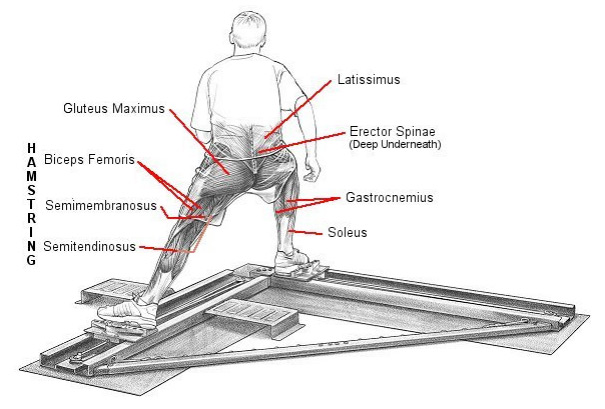 Latissimus
Gluteus Maximus
Erector Spinae
(Deep Underneath)
HAMSTRING
Biceps Femoris
Semimembranosus
Semitendinosus
Gastrocnemius
Soleus